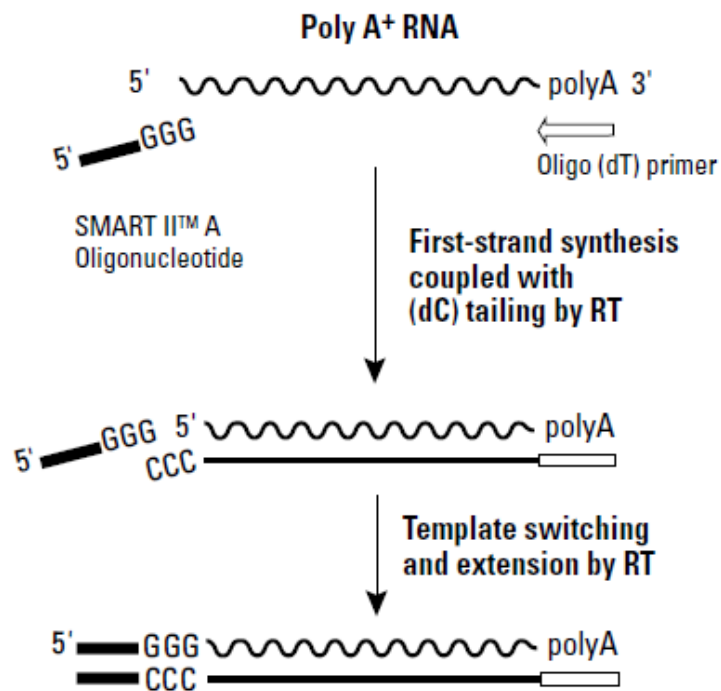 Poly A+ RNA
5' polyA 3'
5' GGG
Oligo (dT) primer
SMART II™ A
Oligonucleotide
First-strand synthesis
coupled with
(dC) tailing by RT
5' GGG 5' polyA
CCC
Template switching
and extension by RT
5' GGG polyA
CCC